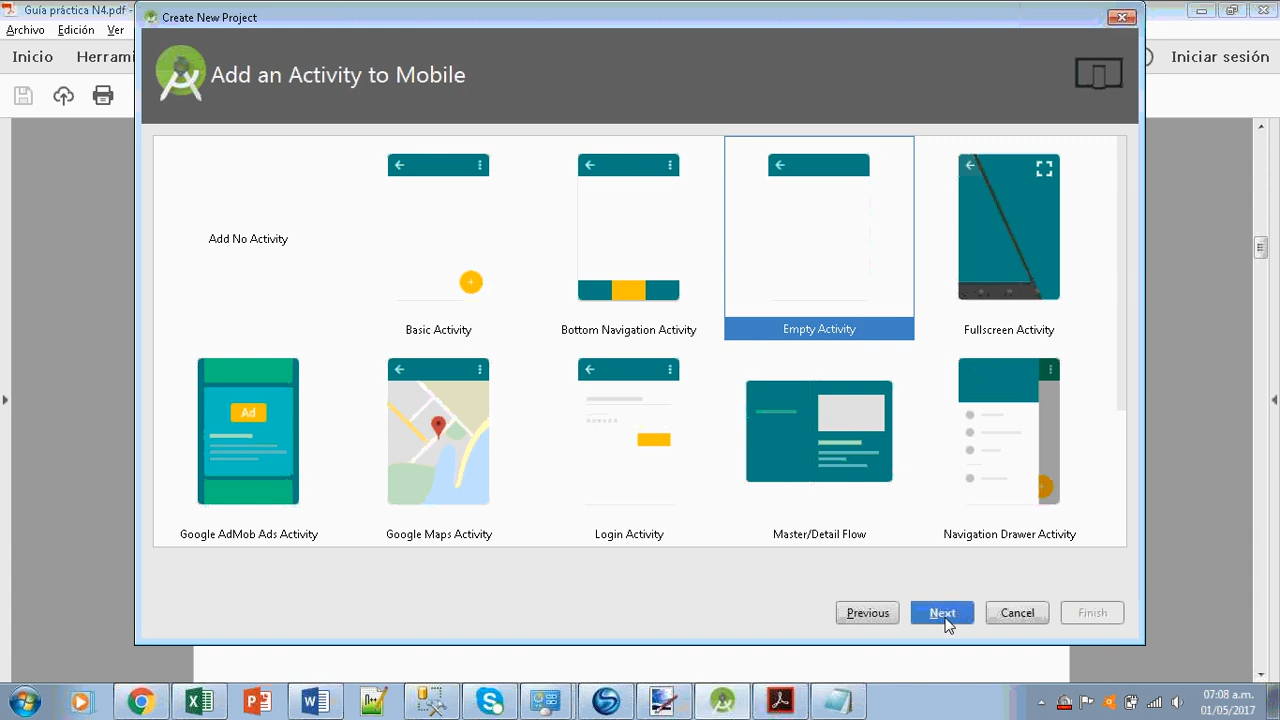 Guía práctica N4.pdf
Create New Project
Archivo Edición Ver
Inicio Herrami
Iniciar sesión
Add an Activity to Mobile
Add No Activity
Basic Activity
Bottom Navigation Activity
Empty Activity
Fullscreen Activity
Ad
Google AdMob Ads Activity
Google Maps Activity
Login Activity
Master/Detail Flow
Navigation Drawer Activity
Previous Next Cancel Finish
07:08 a.m.
01/05/2017